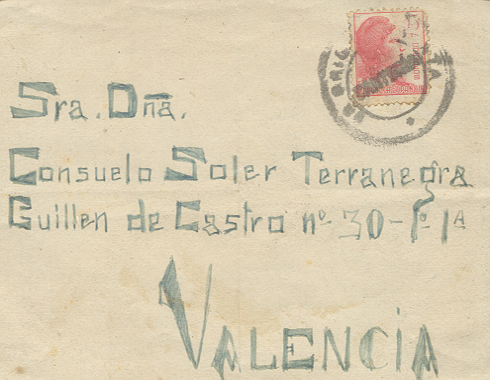 Sra. Dña.
Consuelo Soler Terranegra
Guillen de Castro nº 30-1º 1ª
VALENCIA